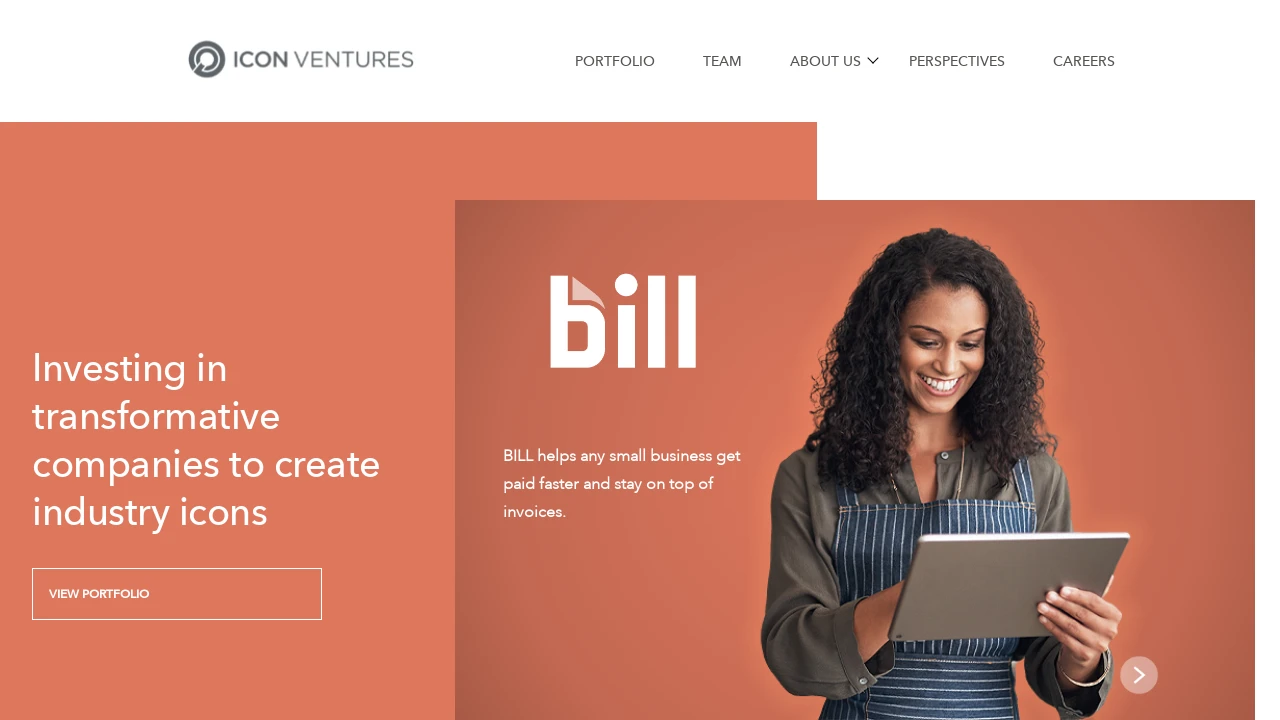 ICON VENTURES
PORTFOLIO
TEAM
ABOUT US
PERSPECTIVES
CAREERS
Investing in
transformative
companies to create
industry icons
VIEW PORTFOLIO
bill
BILL helps any small business get
paid faster and stay on top of
invoices.